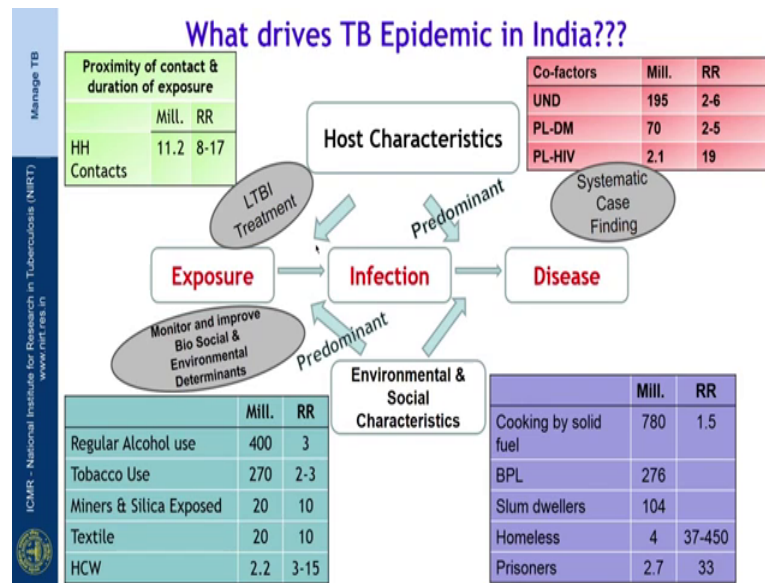 What drives TB Epidemic in India???
Manage TB
ICMR - National Institute for Research in Tuberculosis (NIRT)
www.nirt.res.in
Proximity of contact &
duration of exposure
Mill. RR
HH 11.2 8-17
Contacts
Host Characteristics
Co-factors Mill. RR
UND 195 2-6
PL-DM 70 2-5
PL-HIV 2.1 19
LTBI
Treatment
Predominant
Systematic
Case
Finding
Exposure
Infection
Disease
Monitor and improve
Bio Social &
Environmental
Determinants
Predominant
Environmental &
Social
Characteristics
Mill. RR
Regular Alcohol use 400 3
Tobacco Use 270 2-3
Miners & Silica Exposed 20 10
Textile 20 10
HCW 2.2 3-15
Mill. RR
Cooking by solid 780 1.5
fuel
BPL 276
Slum dwellers 104
Homeless 4 37-450
Prisoners 2.7 33